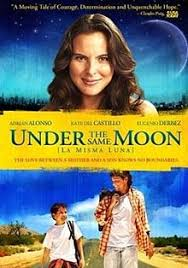 "A Moving Tale of Courage,
Determination and Unquenchable Hope."
ADRIAN ALONSO KATE DEL CASTILLO EUGENIO DERBEZ
UNDER THE SAME MOON
[LA MISMA LUNA]
THE LOVE BETWEEN A MOTHER AND A SON KNOWS NO BOUNDARIES.